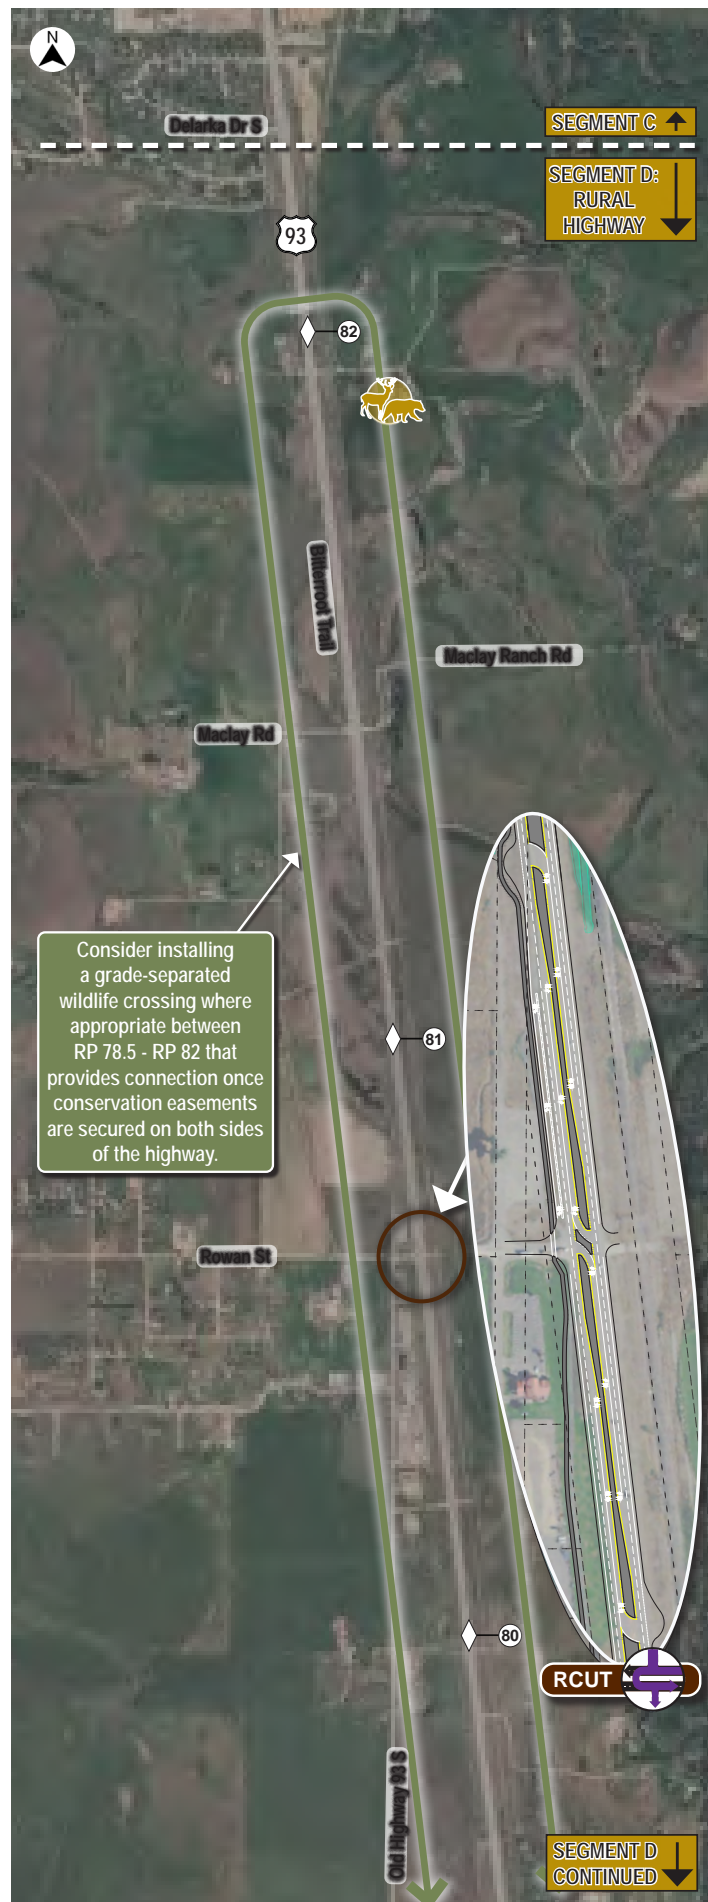 N
Delarka Dr S
SEGMENT C
SEGMENT D:
RURAL
HIGHWAY
93
82
Bitterroot Trail
Maclay Ranch Rd
Maclay Rd
Consider installing
a grade-separated
wildlife crossing where
appropriate between
RP 78.5 - RP 82 that
provides connection once
conservation easements
are secured on both sides
of the highway.
81
Rowan St
80
RCUT
Old Highway 93 S
SEGMENT D
CONTINUED